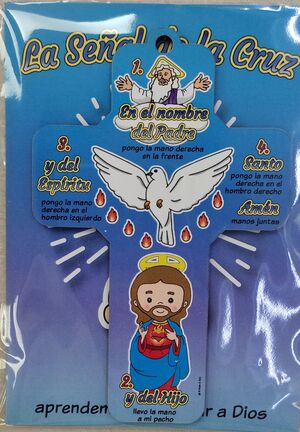 La Señal de la Cruz
1.
En el nombre
del Padre
pongo la mano derecha
en la frente
3.
y del
Espíritu
pongo la mano
derecha en el
hombro izquierdo
4.
Santo
pongo la mano
derecha en el
hombro derecho
Amén
manos juntas
2.
y del Hijo
llevo la mano
a mi pecho
aprenden
r a Dios